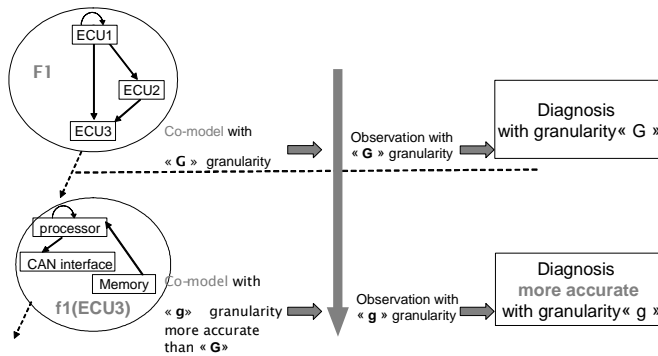 F1
ECU1
ECU2
ECU3
Co-model with
« G » granularity
Observation with
« G » granularity
Diagnosis
with granularity« G »
processor
CAN interface
Memory
f1(ECU3)
Co-model with
« g» granularity
more accurate
than « G»
Observation with
« g » granularity
Diagnosis
more accurate
with granularity« g »